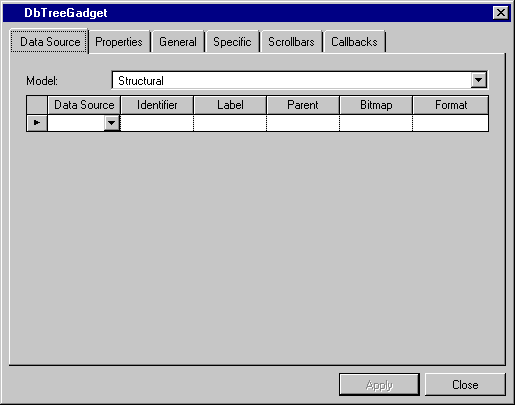 DbTreeGadget
Data Source Properties General Specific Scrollbars Callbacks
Model: Structural
Data Source Identifier Label Parent Bitmap Format
Apply Close